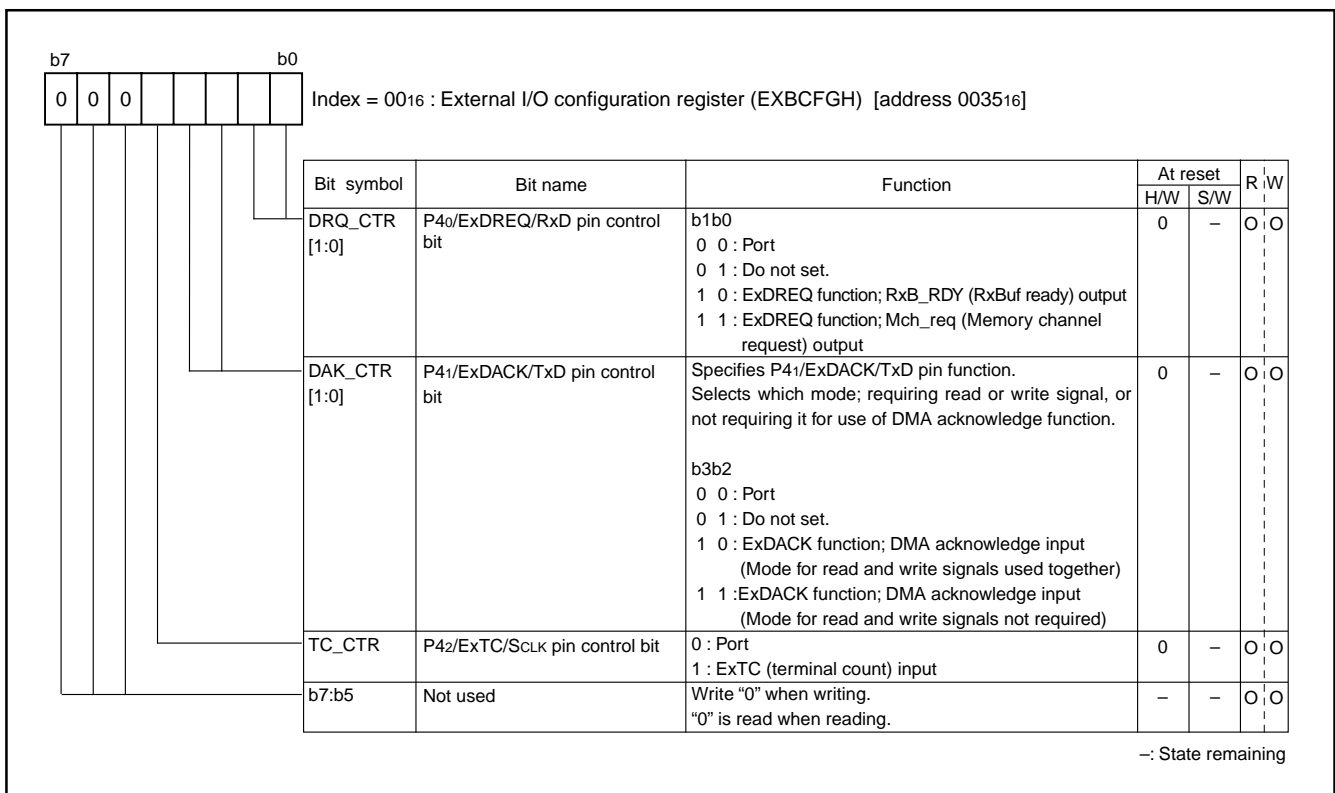 b7 b0
0 0 0 Index = 0016 : External I/O configuration register (EXBCFGH) [address 003516]
Bit symbol Bit name Function At reset R W
H/W S/W
DRQ_CTR P40/ExDREQ/RxD pin control b1b0 0 – O O
[1:0] bit 0 0 : Port
0 1 : Do not set.
1 0 : ExDREQ function; RxB_RDY (RxBuf ready) output
1 1 : ExDREQ function; Mch_req (Memory channel
request) output
DAK_CTR P41/ExDACK/TxD pin control Specifies P41/ExDACK/TxD pin function. 0 – O O
[1:0] bit Selects which mode; requiring read or write signal, or
not requiring it for use of DMA acknowledge function.
b3b2
0 0 : Port
0 1 : Do not set.
1 0 : ExDACK function; DMA acknowledge input
(Mode for read and write signals used together)
1 1 :ExDACK function; DMA acknowledge input
(Mode for read and write signals not required)
TC_CTR P42/ExTC/SCLK pin control bit 0 : Port 0 – O O
1 : ExTC (terminal count) input
b7:b5 Not used Write “0” when writing. – – O O
“0” is read when reading.
–: State remaining